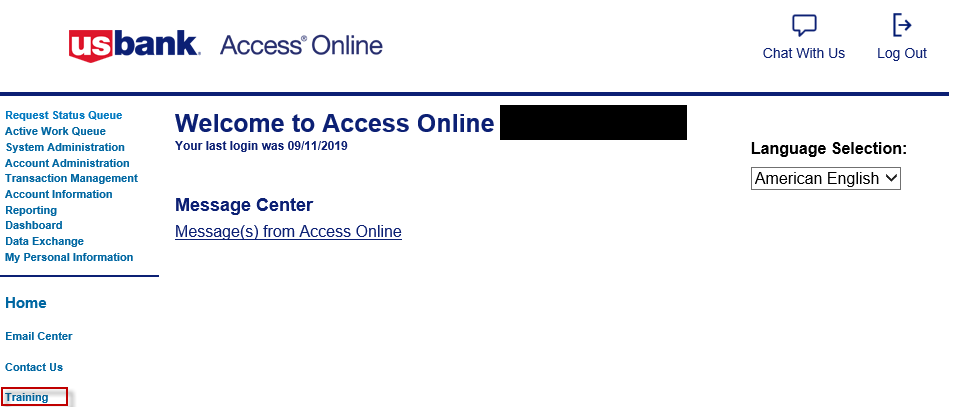 usbank. Access® Online
Chat With Us
Log Out
Request Status Queue
Active Work Queue
System Administration
Account Administration
Transaction Management
Account Information
Reporting
Dashboard
Data Exchange
My Personal Information
Home
Email Center
Contact Us
Training
Welcome to Access Online
Your last login was 09/11/2019
Message Center
Message(s) from Access Online
Language Selection:
American English